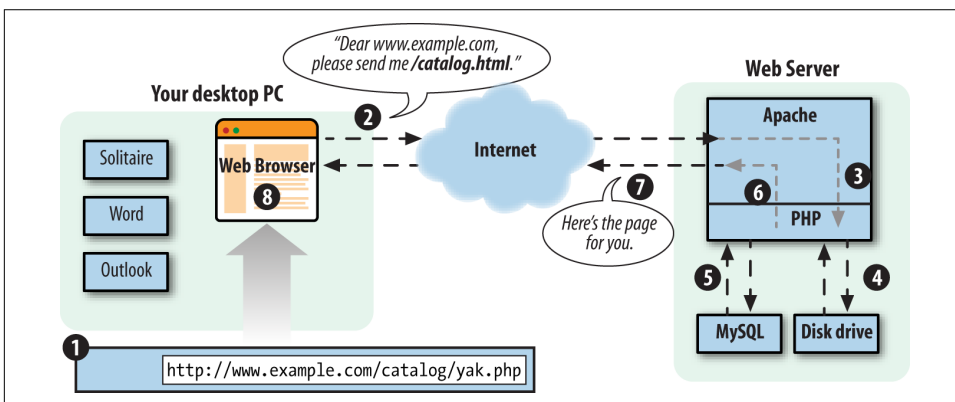 "Dear www.example.com,
please send me /catalog.html."
Web Server
Your desktop PC
2
Apache
Solitaire
Web Browser
Internet
3
8
6
7
Word
Here's the page
for you.
PHP
Outlook
5
4
MySQL
Disk drive
1
http://www.example.com/catalog/yak.php